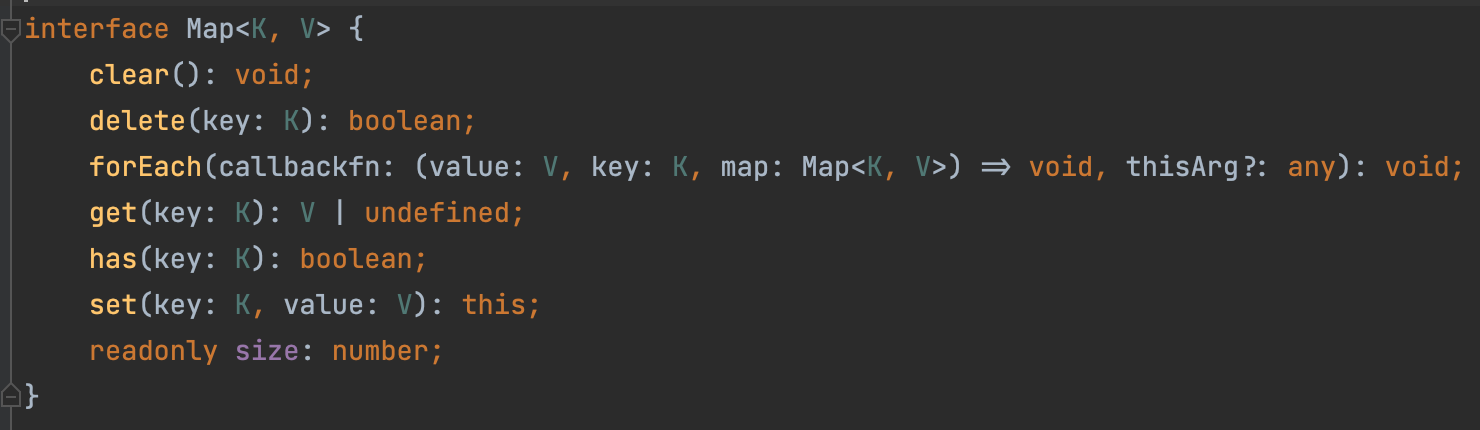 interface Map<K, V> {
    clear(): void;
    delete(key: K): boolean;
    forEach(callbackfn: (value: V, key: K, map: Map<K, V>) => void, thisArg?: any): void;
    get(key: K): V | undefined;
    has(key: K): boolean;
    set(key: K, value: V): this;
    readonly size: number;
}